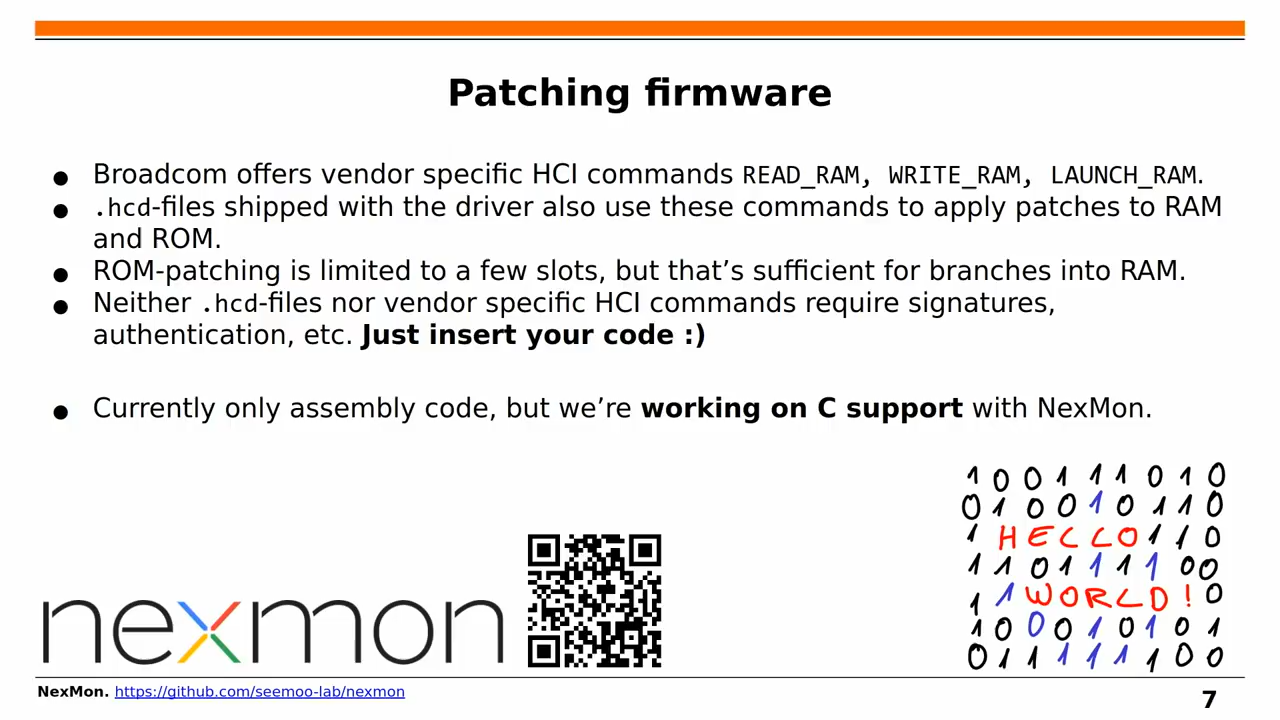 Patching firmware
● Broadcom offers vendor specific HCI commands READ_RAM, WRITE_RAM, LAUNCH_RAM.
● .hcd-files shipped with the driver also use these commands to apply patches to RAM
and ROM.
● ROM-patching is limited to a few slots, but that’s sufficient for branches into RAM.
● Neither .hcd-files nor vendor specific HCI commands require signatures,
authentication, etc. Just insert your code :)
● Currently only assembly code, but we’re working on C support with NexMon.
1 0 0 1 1 1 0 1 0
0 1 0 0 1 0 1 1 0
1 HELLO 1 1 0
1 1 0 1 1 1 1 0 0
1 1 WORLD! 0
1 0 0 0 1 0 1 0 1
0 1 1 1 1 1 1 0 0
nexmon
NexMon. https://github.com/seemoo-lab/nexmon
7